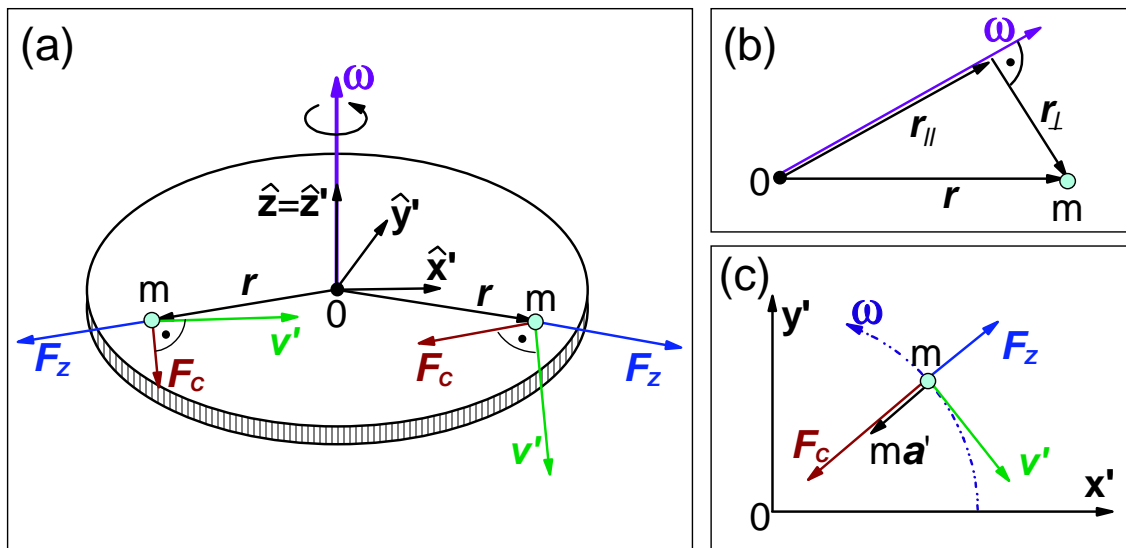 (a)
ω
ẑ=ẑ'
ŷ'
x̂'
r
r
m
0
m
v'
F_Z
F_C
F_C
F_Z
v'
(b)
ω
r_//
r_⊥
0
r
m
(c)
y'
ω
m
F_Z
F_C
ma'
v'
x'
0